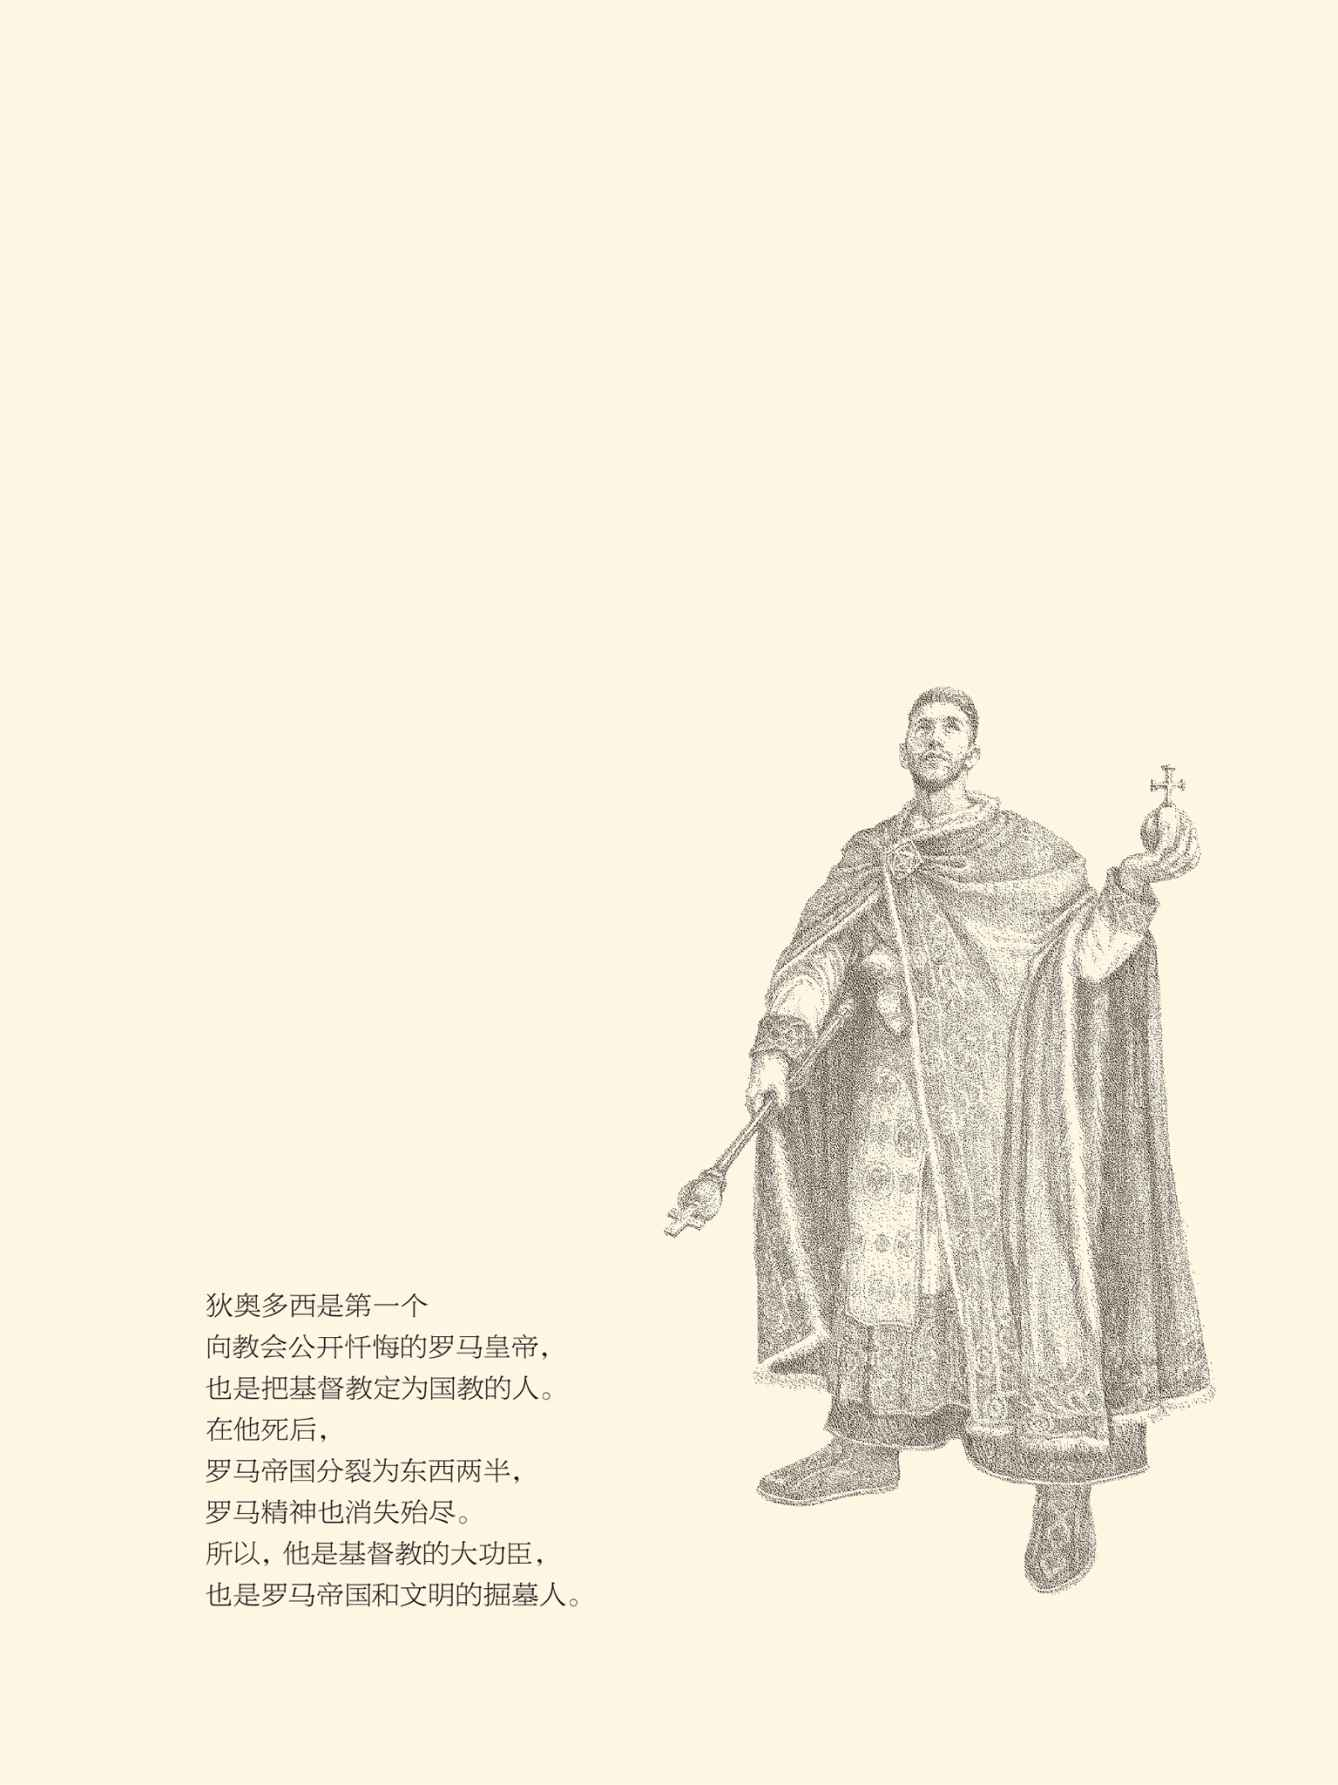 狄奥多西是第一个
向教会公开忏悔的罗马皇帝，
也是把基督教定为国教的人。
在他死后，
罗马帝国分裂为东西两半，
罗马精神也消失殆尽。
所以，他是基督教的大功臣，
也是罗马帝国和文明的掘墓人。